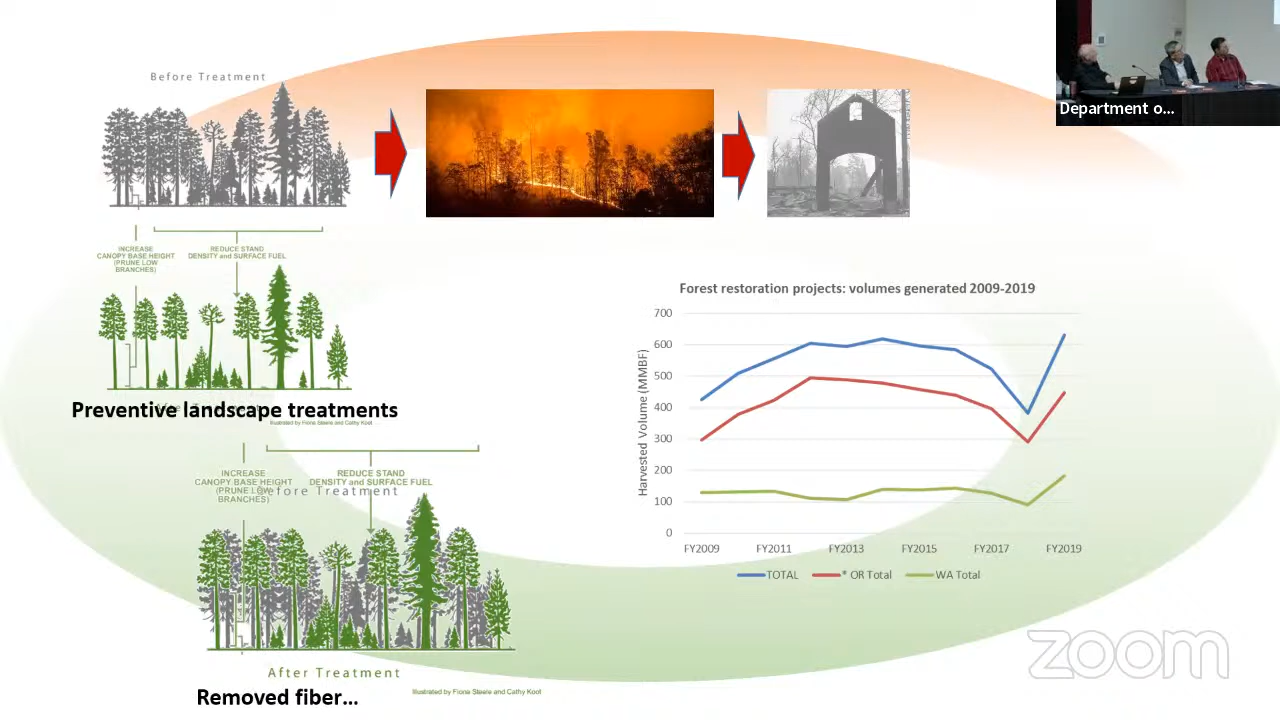 Department o...
Before Treatment
INCREASE
CANOPY BASE HEIGHT
(PRUNE LOW
BRANCHES)
REDUCE STAND
DENSITY and SURFACE FUEL
Preventive landscape treatments
Illustrated by Fiona Steele and Cathy Koot
INCREASE
CANOPY BASE HEIGHT
(PRUNE LOW
BRANCHES)
REDUCE STAND
DENSITY and SURFACE FUEL
Before Treatment
After Treatment
Illustrated by Fiona Steele and Cathy Koot
Removed fiber...
Forest restoration projects: volumes generated 2009-2019
Harvested Volume (MMBF)
700
600
500
400
300
200
100
0
FY2009 FY2011 FY2013 FY2015 FY2017 FY2019
TOTAL * OR Total WA Total
zoom